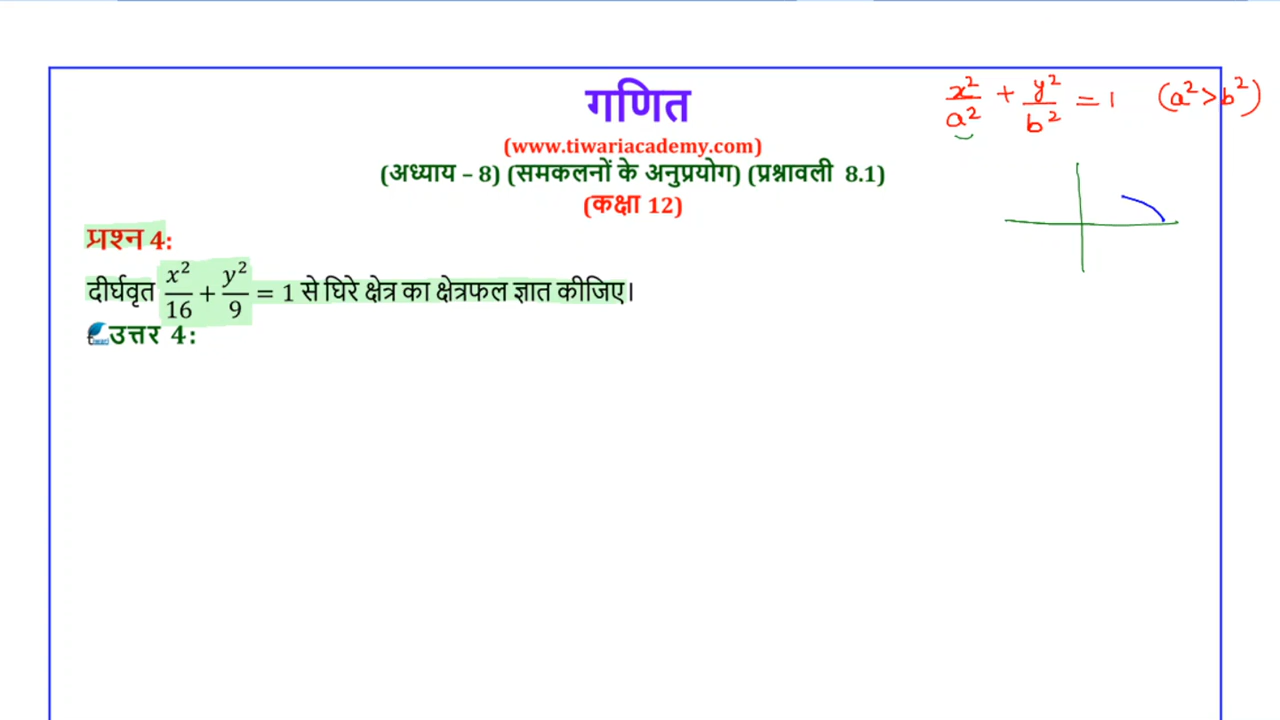 गणित
x²/a² + y²/b² = 1 (a²>b²)
(www.tiwariacademy.com)
(अध्याय – 8) (समकलनों के अनुप्रयोग) (प्रश्नावली 8.1)
(कक्षा 12)
प्रश्न 4:
दीर्घवृत x²/16 + y²/9 = 1 से घिरे क्षेत्र का क्षेत्रफल ज्ञात कीजिए।
उत्तर 4: